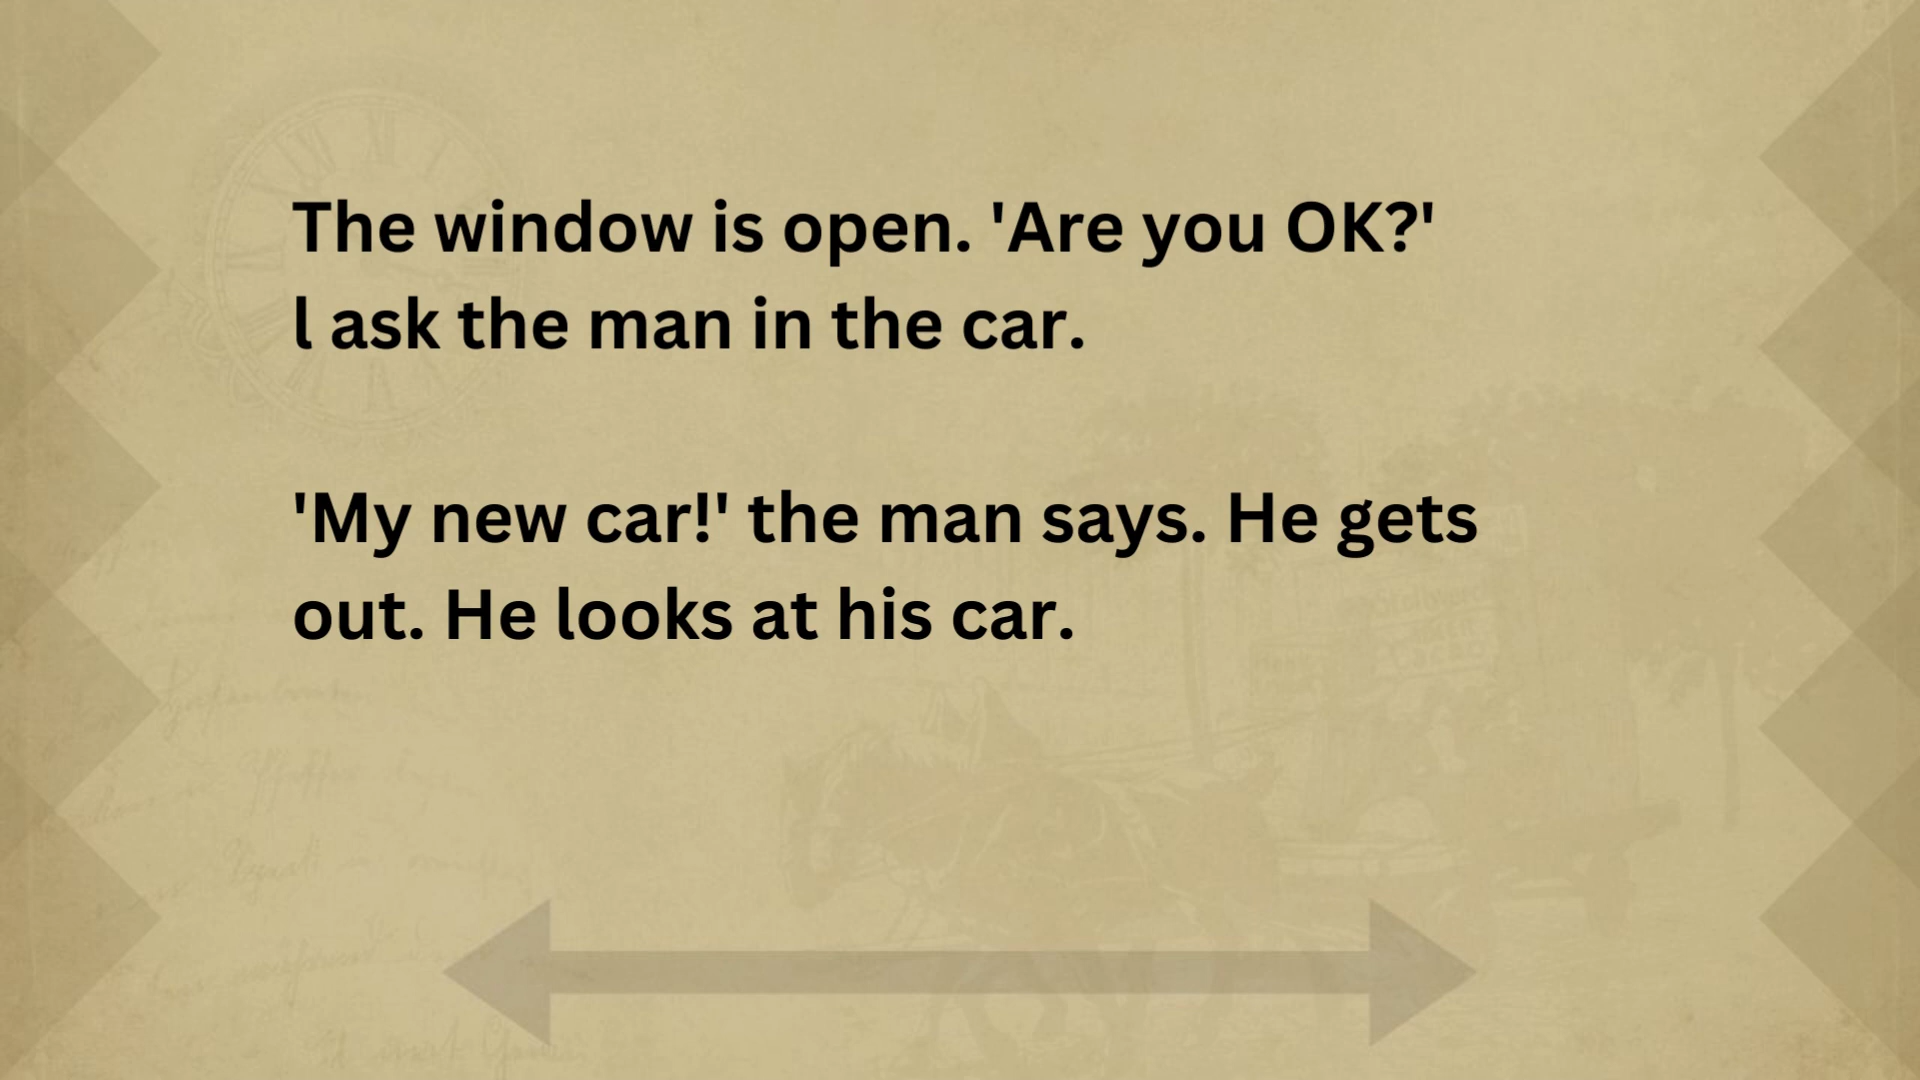 The window is open. 'Are you OK?'
l ask the man in the car.
'My new car!' the man says. He gets
out. He looks at his car.